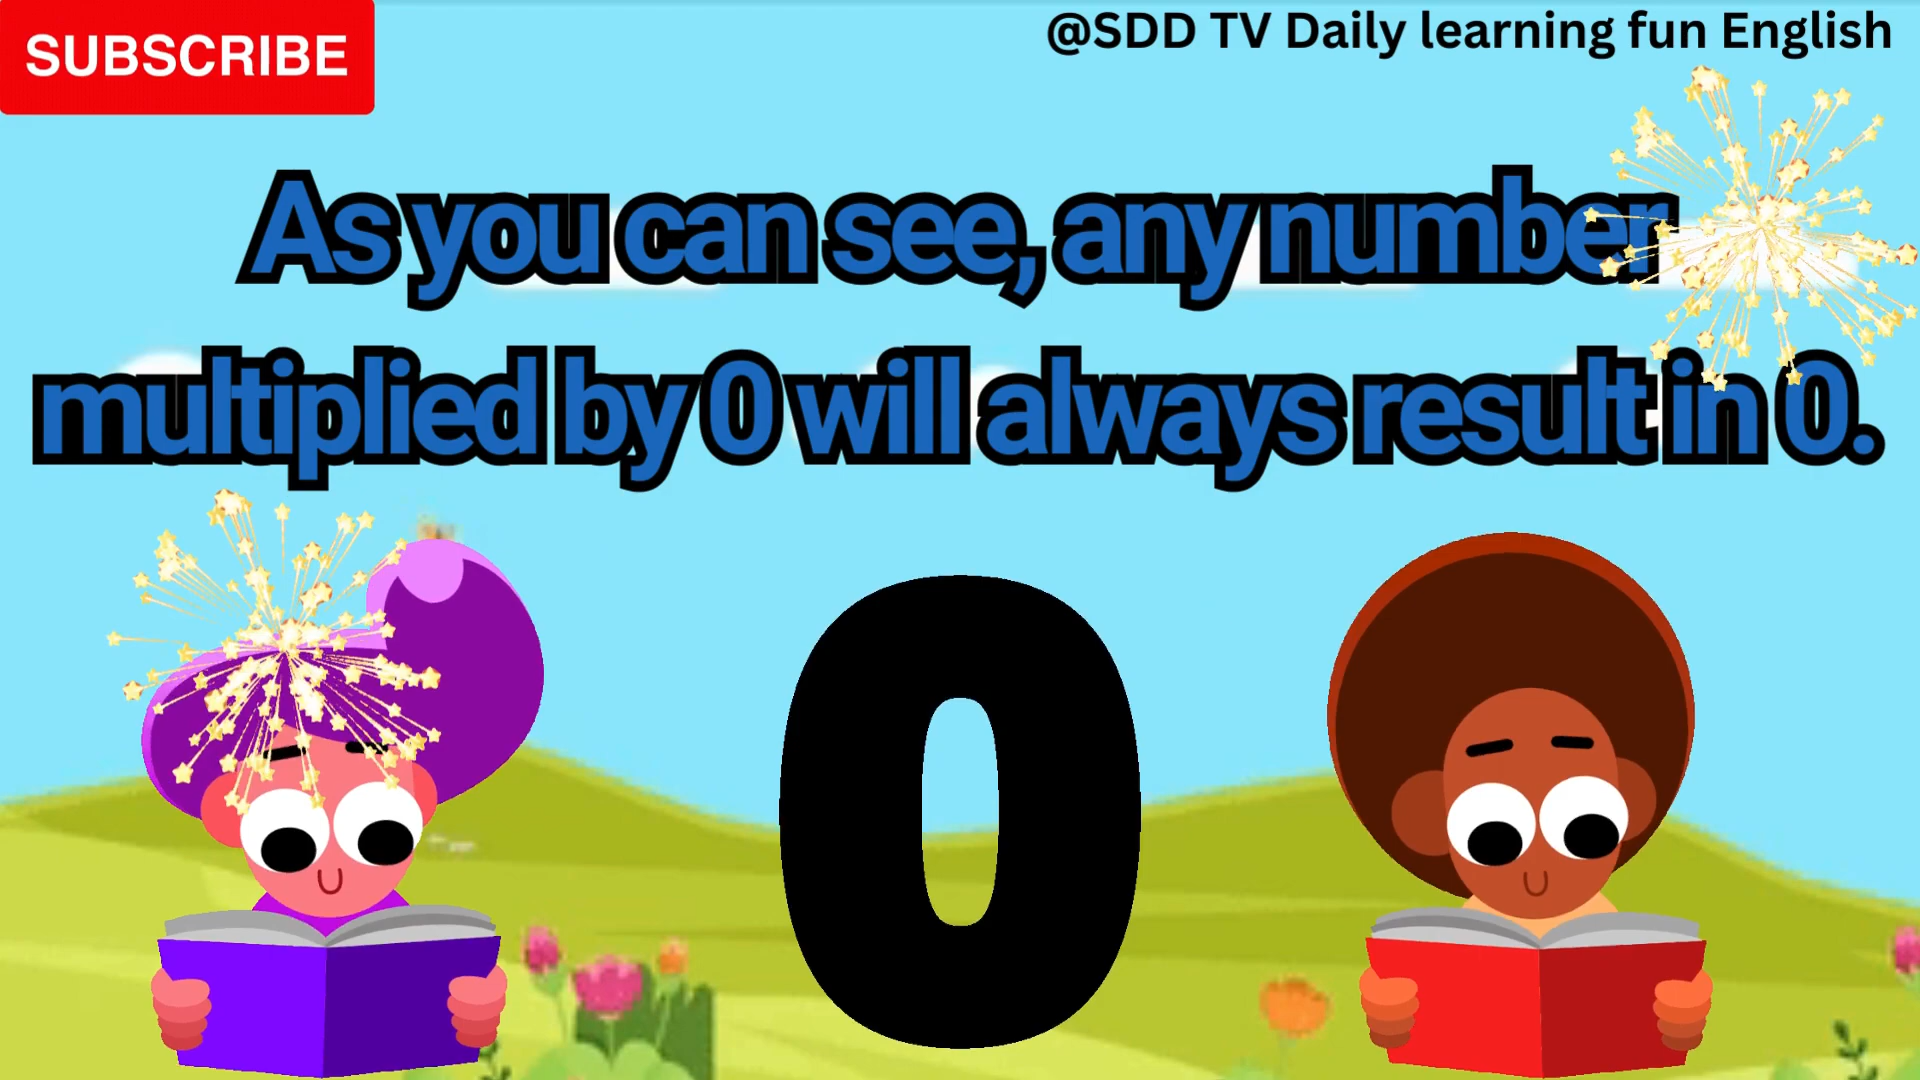 SUBSCRIBE
@SDD TV Daily learning fun English
As you can see, any number
multiplied by 0 will always result in 0.
0